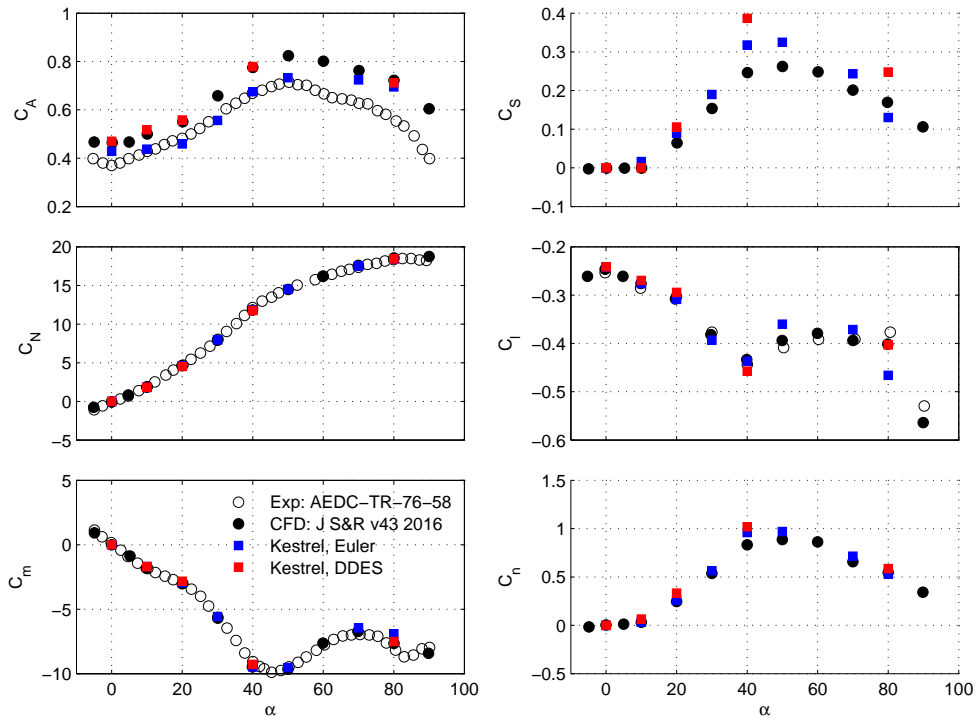 1
0.8
0.6
0.4
0.2
C_A
0.4
0.3
0.2
0.1
0
−0.1
C_S
20
15
10
5
0
−5
C_N
−0.2
−0.3
−0.4
−0.5
−0.6
C_l
5
0
−5
−10
C_m
Exp: AEDC−TR−76−58
CFD: J S&R v43 2016
Kestrel, Euler
Kestrel, DDES
0 20 40 60 80 100
α
1.5
1
0.5
0
−0.5
C_n
0 20 40 60 80 100
α